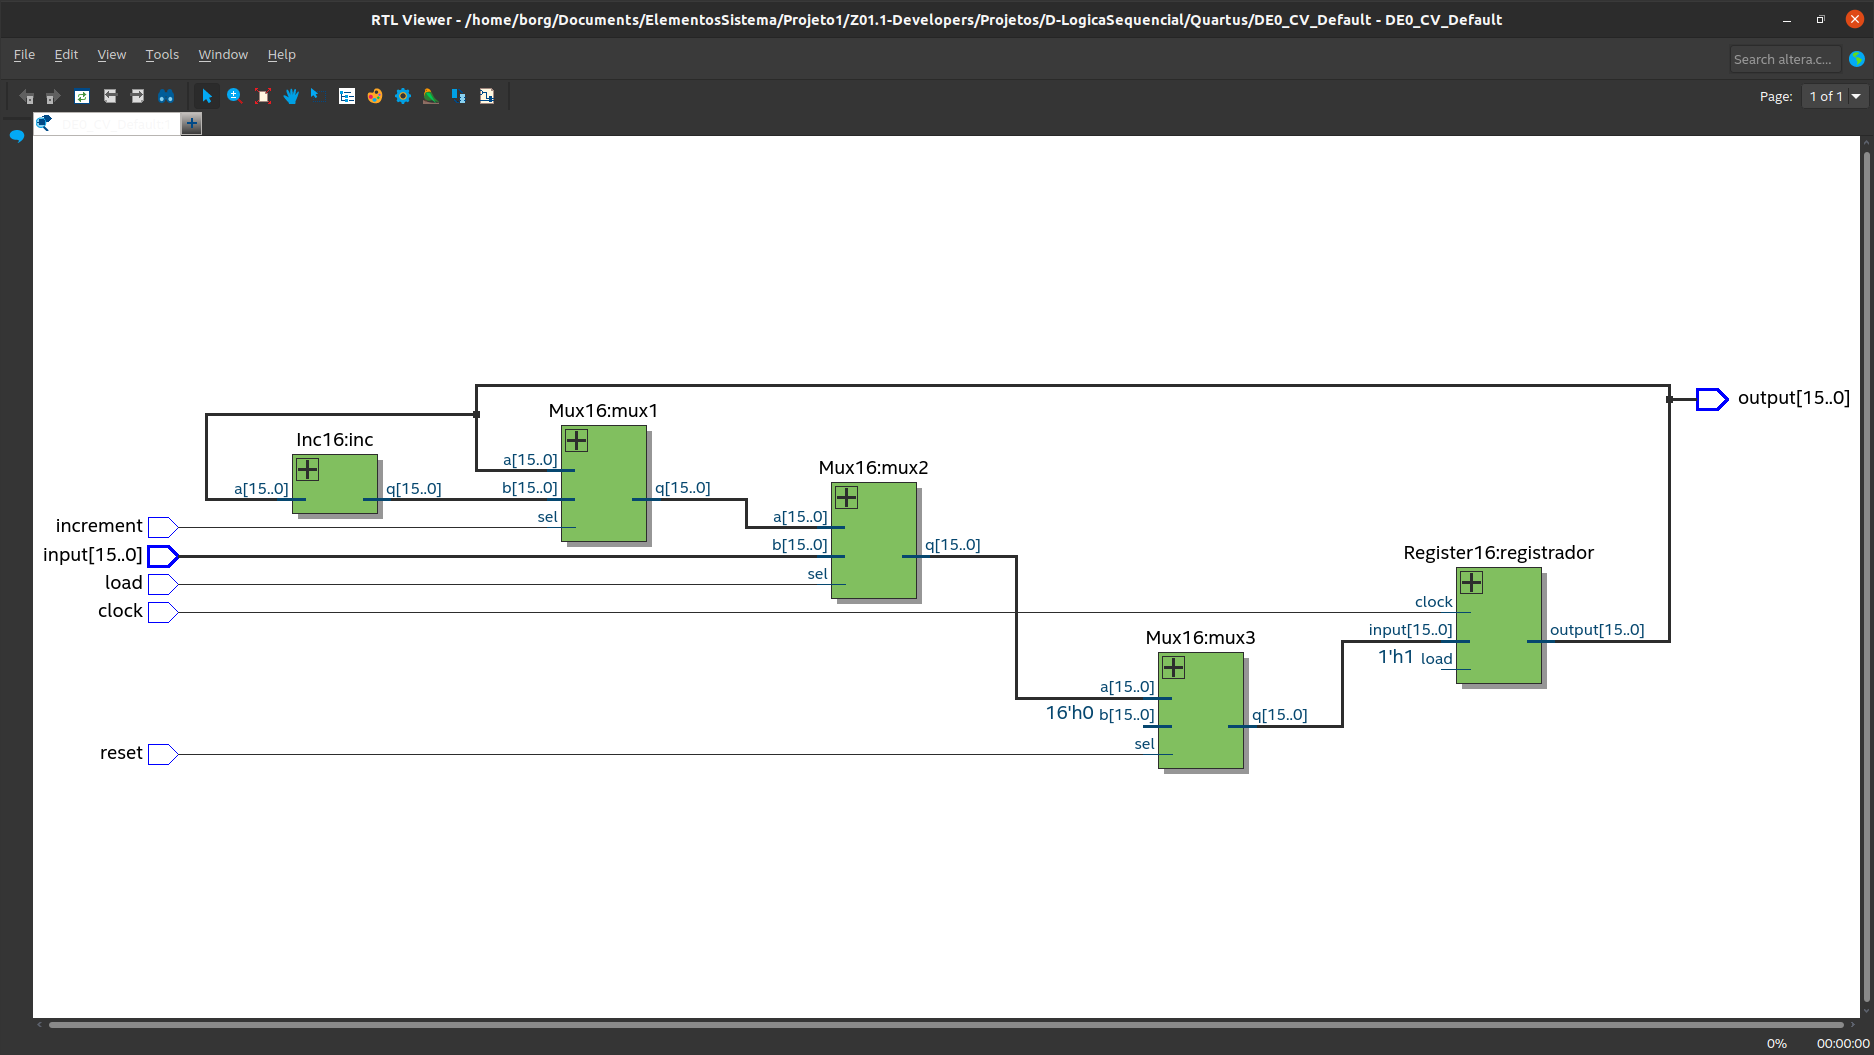 RTL Viewer - /home/borg/Documents/ElementosSistema/Projeto1/Z01.1-Developers/Projetos/D-LogicaSequencial/Quartus/DE0_CV_Default - DE0_CV_Default
File Edit View Tools Window Help
Search altera.c...
Page: 1 of 1
DE0_CV_Default:1
output[15..0]
Mux16:mux1
Inc16:inc
a[15..0]
Mux16:mux2
a[15..0] q[15..0] b[15..0] q[15..0]
sel
a[15..0]
increment
b[15..0] q[15..0]
input[15..0]
Register16:registrador
sel
load
clock
clock
input[15..0] output[15..0]
Mux16:mux3
1'h1 load
a[15..0]
16'h0 b[15..0] q[15..0]
sel
reset
0% 00:00:00